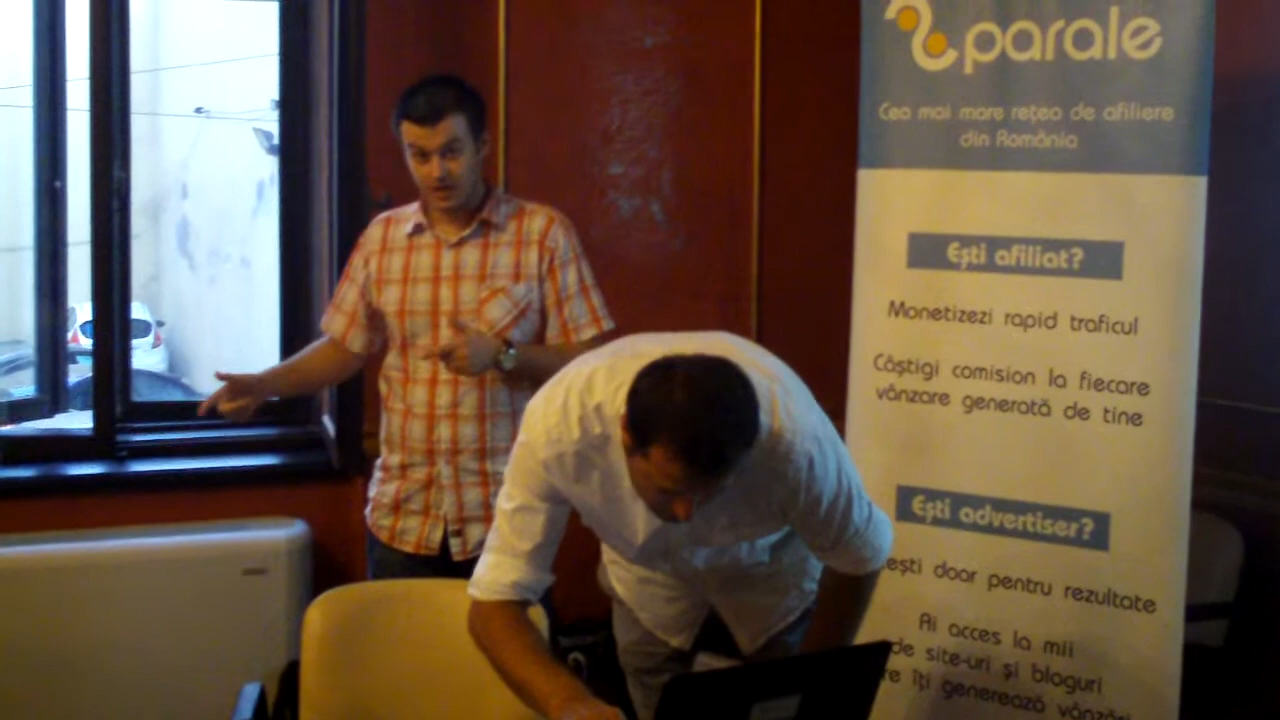 parale
Cea mai mare rețea de afiliere
din România
Ești afiliat?
Monetizezi rapid traficul
Câștigi comision la fiecare
vânzare generată de tine
Ești advertiser?
ești doar pentru rezultate
Ai acces la mii
de site-uri și bloguri
re îți generează vânzări